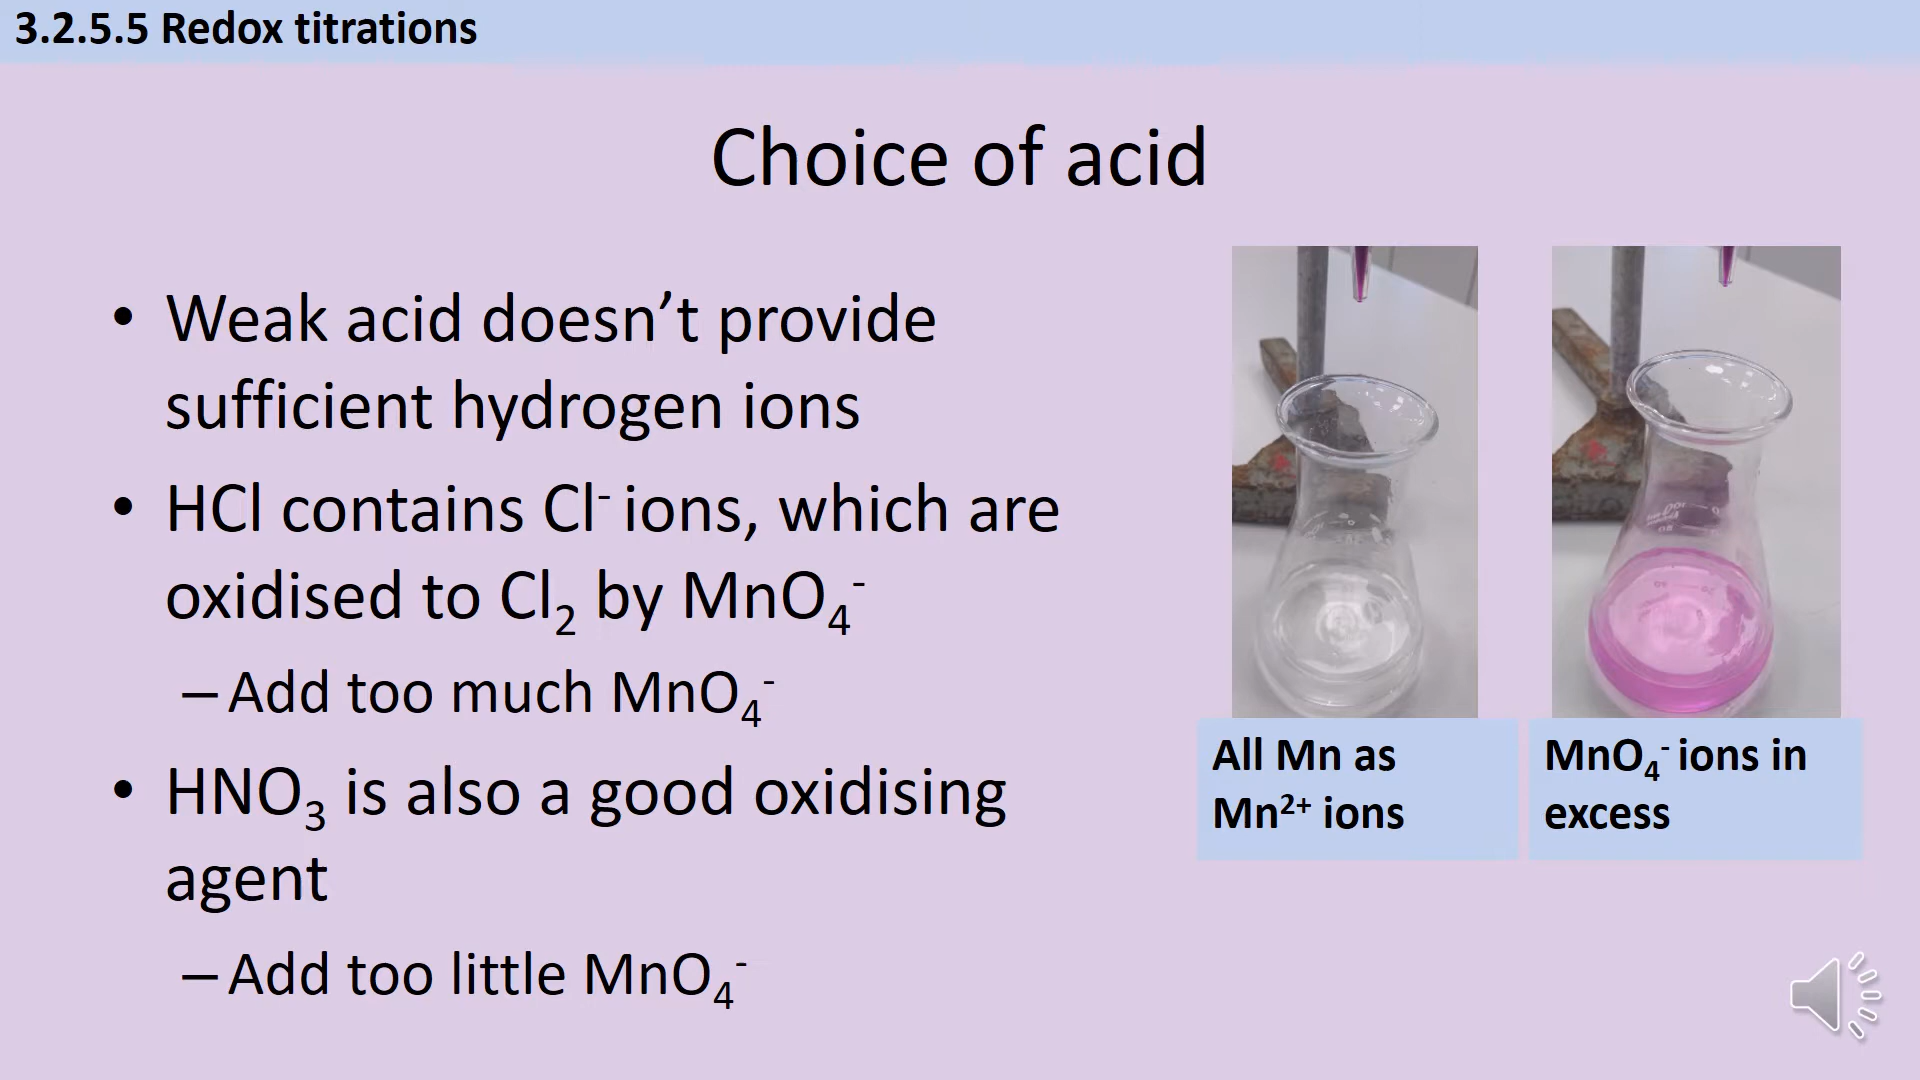 3.2.5.5 Redox titrations
Choice of acid
• Weak acid doesn’t provide
sufficient hydrogen ions
• HCl contains Cl⁻ ions, which are
oxidised to Cl₂ by MnO₄⁻
– Add too much MnO₄⁻
• HNO₃ is also a good oxidising
agent
– Add too little MnO₄⁻
All Mn as
Mn²⁺ ions
MnO₄⁻ ions in
excess